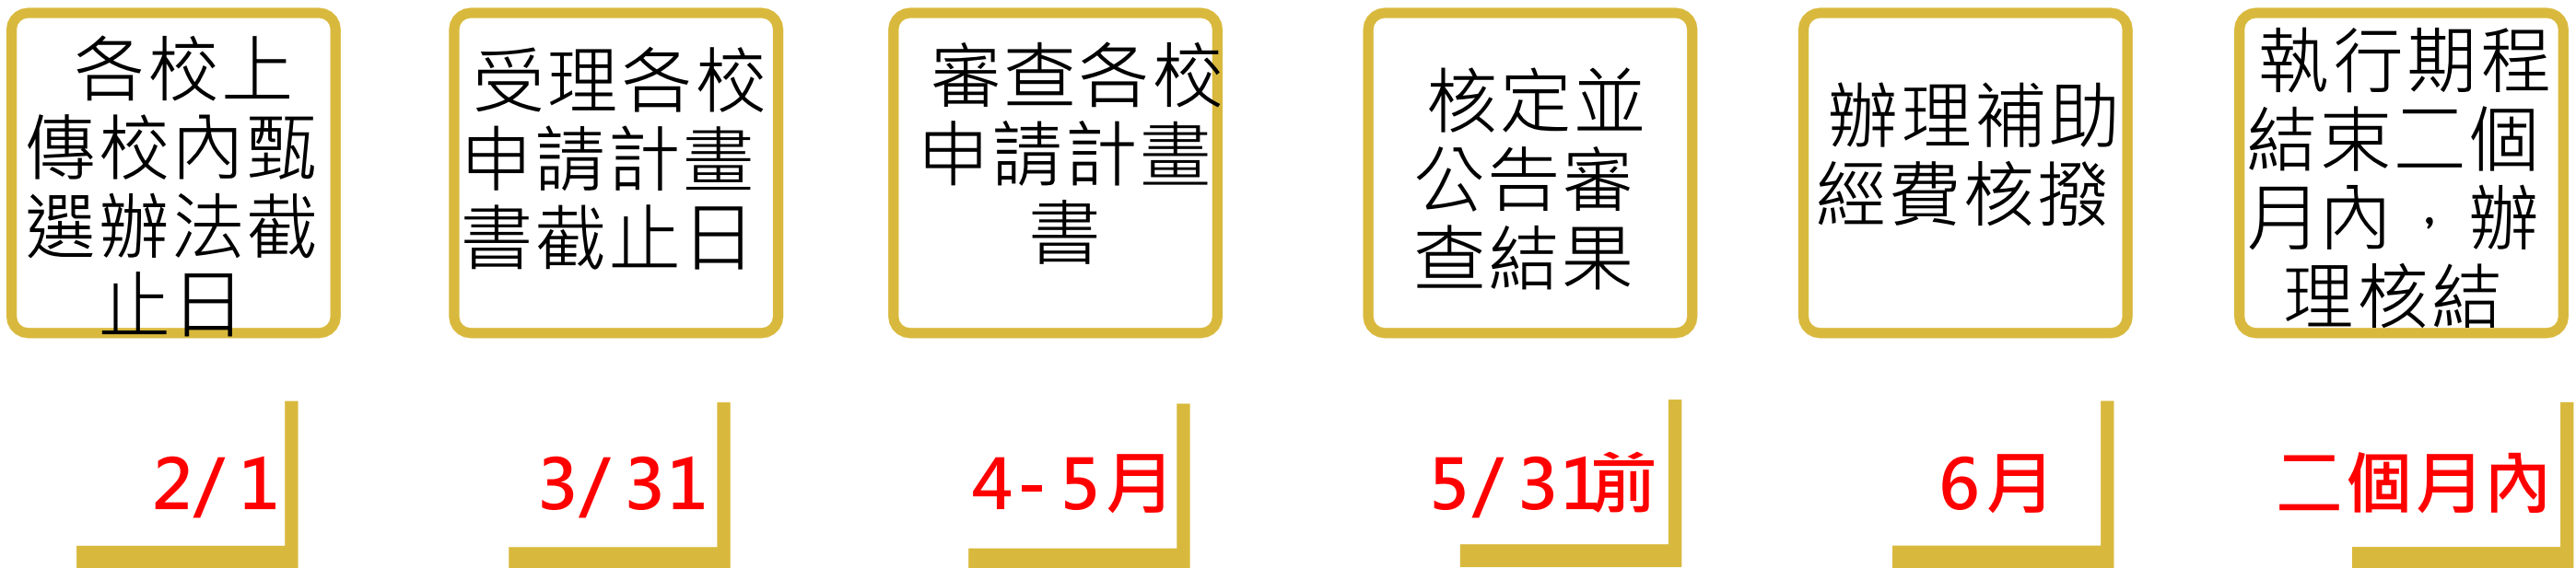 各校上
傳校內甄
選辦法截
止日
受理各校
申請計畫
書截止日
審查各校
申請計畫
書
核定並
公告審
查結果
辦理補助
經費核撥
執行期程
結束二個
月內，辦
理核結
2/1
3/31
4-5月
5/31前
6月
二個月內